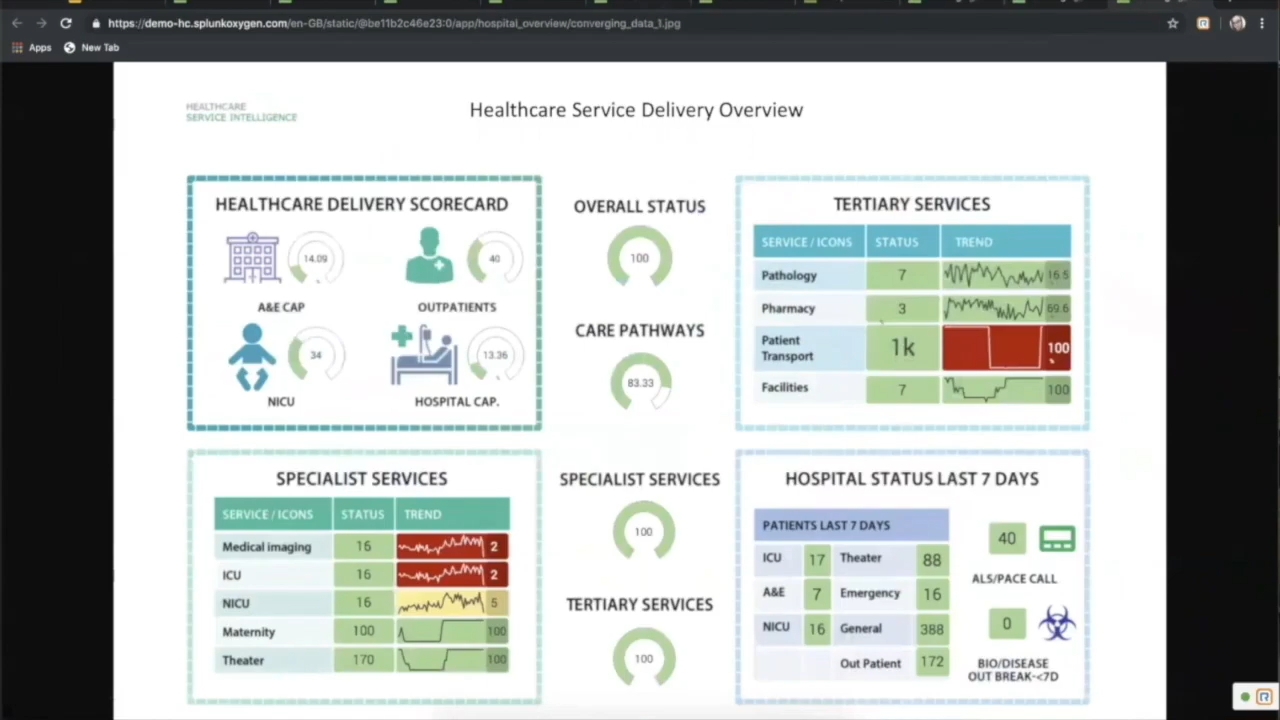 https://demo-hc.splunkoxygen.com/en-GB/static/@be11b2c46e23:0/app/hospital_overview/converging_data_1.jpg
Apps
New Tab
HEALTHCARE
SERVICE INTELLIGENCE
Healthcare Service Delivery Overview
HEALTHCARE DELIVERY SCORECARD
14.09
40
A&E CAP
OUTPATIENTS
34
13.36
NICU
HOSPITAL CAP.
OVERALL STATUS
100
CARE PATHWAYS
83.33
TERTIARY SERVICES
SERVICE / ICONS STATUS TREND
Pathology 7 16.5
Pharmacy 3 69.6
Patient
Transport 1k 100
Facilities 7 100
SPECIALIST SERVICES
SERVICE / ICONS STATUS TREND
Medical imaging 16 2
ICU 16 2
NICU 16 5
Maternity 100 100
Theater 170 100
SPECIALIST SERVICES
100
TERTIARY SERVICES
100
HOSPITAL STATUS LAST 7 DAYS
PATIENTS LAST 7 DAYS
ICU 17 Theater 88
A&E 7 Emergency 16
NICU 16 General 388
Out Patient 172
40
ALS/PACE CALL
0
BIO/DISEASE
OUT BREAK-<7D